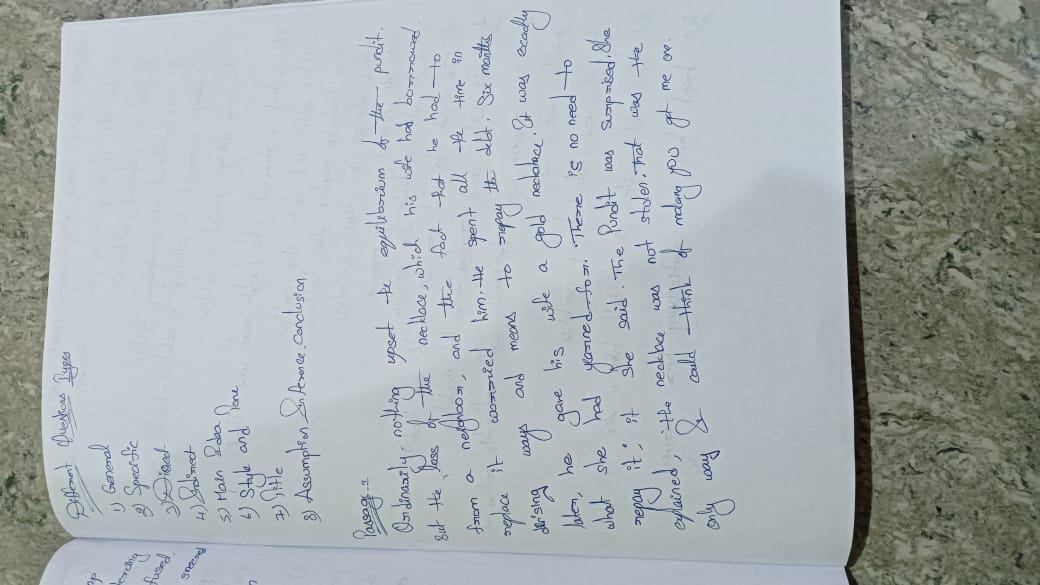 Different Questions Types
1) General
2) Specific
3) Direct
4) Indirect
5) Main Idea
6) Style and Tone
7) Title
8) Assumption, Inference, Conclusion
Passage-2
Ordinarily nothing upset the equilibrium of the pundit.
But the loss of the necklace, which his wife had borrowed
from a neighbour, and the fact that he had to
replace it worried him. He spent all the time in
devising ways and means to repay the debt. Six months
later, he gave his wife a gold necklace. It was exactly
what she had yearned for. There is no need to
repay it; it she said. The Pundit was surprised. She
explained, the necklace was not stolen. that was the
only way I could think of making you get me one.
fused.